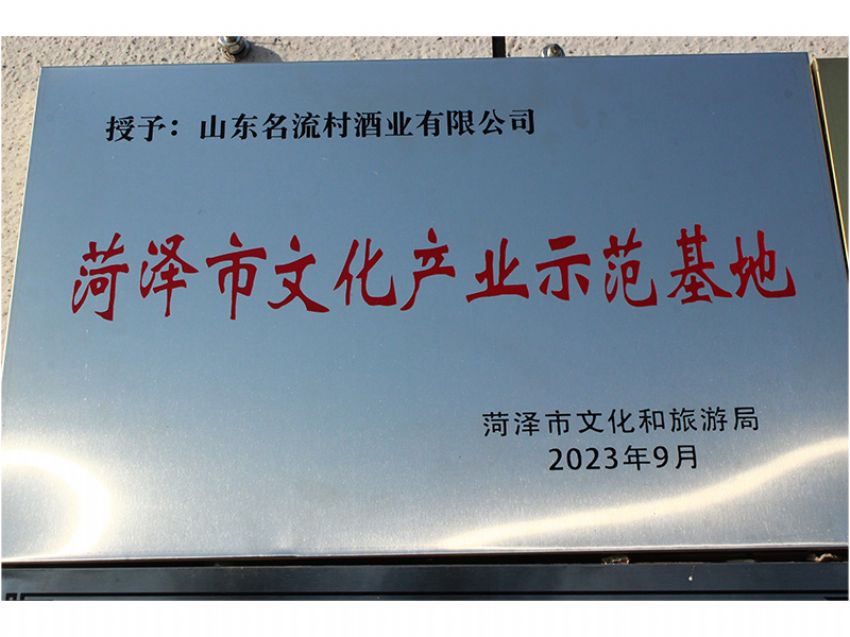 授予：山东名流村酒业有限公司
菏泽市文化产业示范基地
菏泽市文化和旅游局
2023年9月